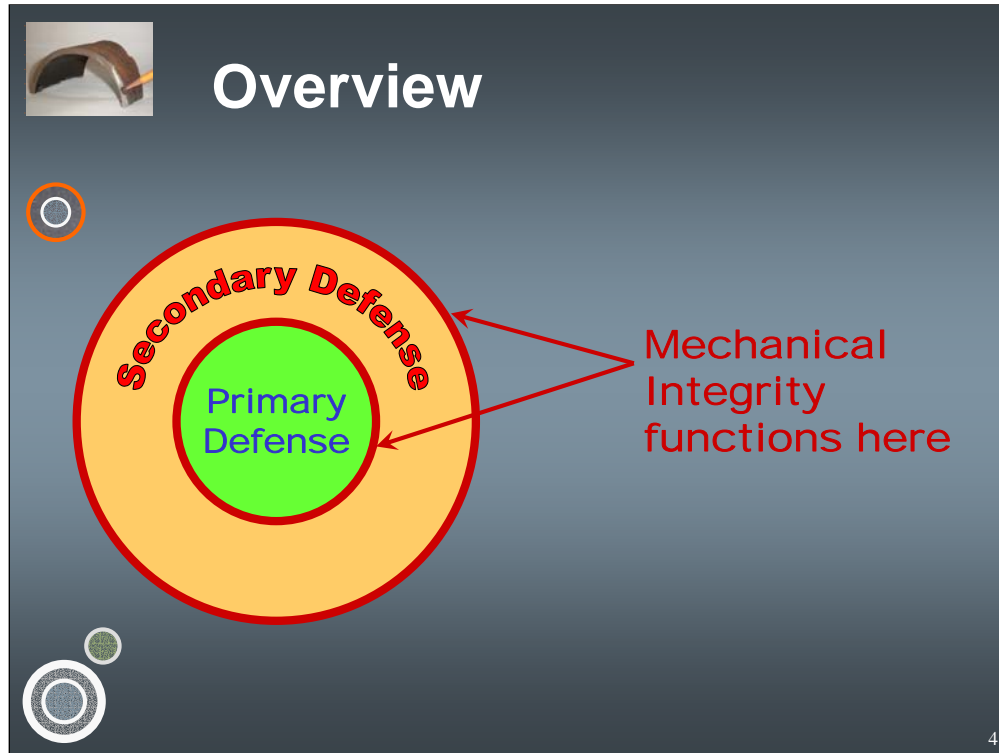 Overview
Secondary Defense
Primary
Defense
Mechanical
Integrity
functions here
4